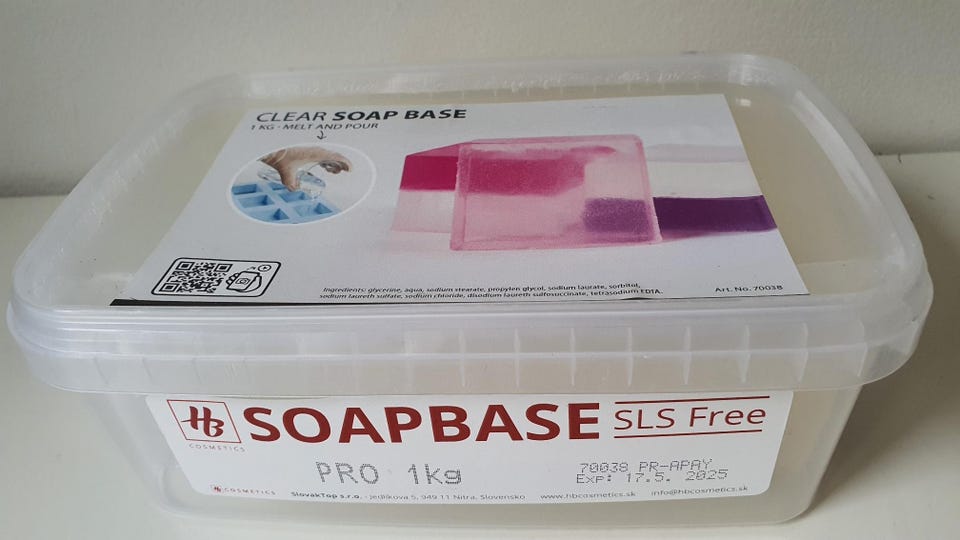 CLEAR SOAP BASE
1 KG - MELT AND POUR
Ingredients: glycerine, aqua, sodium stearate, propylen glycol, sodium laurate, sorbitol,
sodium laureth sulfate, sodium chloride, disodium laureth sulfosuccinate, tetrasodium EDTA.
Art. No. 70038
HB
COSMETICS
SOAPBASE SLS Free
PRO 1kg
70038 PR-APAY
Exp: 17.5. 2025
COSMETICS SlovakTop s.r.o. - Jedlíkova 5, 949 11 Nitra, Slovensko www.hbcosmetics.sk info@hbcosmetics.sk